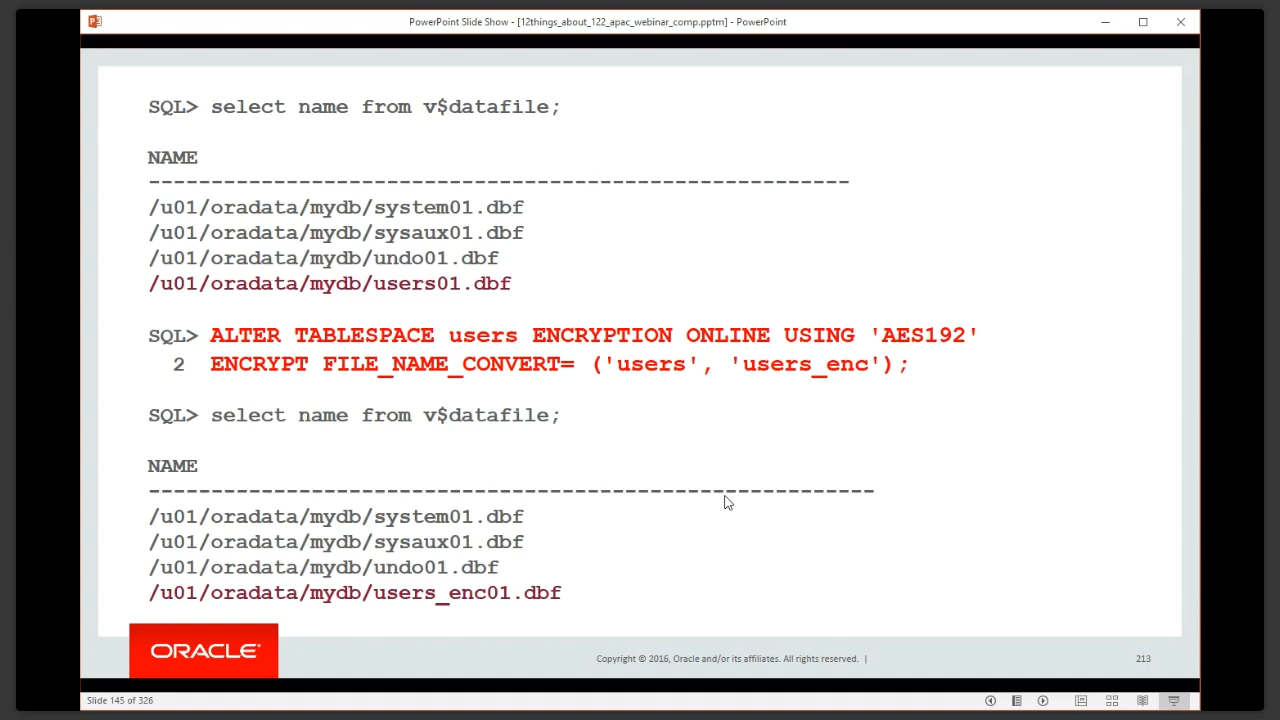 PowerPoint Slide Show - [12things_about_122_apac_webinar_comp.pptm] - PowerPoint
SQL> select name from v$datafile;
NAME
--------------------------------------------------------
/u01/oradata/mydb/system01.dbf
/u01/oradata/mydb/sysaux01.dbf
/u01/oradata/mydb/undo01.dbf
/u01/oradata/mydb/users01.dbf
SQL> ALTER TABLESPACE users ENCRYPTION ONLINE USING 'AES192'
2 ENCRYPT FILE_NAME_CONVERT= ('users', 'users_enc');
SQL> select name from v$datafile;
NAME
----------------------------------------------------------
/u01/oradata/mydb/system01.dbf
/u01/oradata/mydb/sysaux01.dbf
/u01/oradata/mydb/undo01.dbf
/u01/oradata/mydb/users_enc01.dbf
ORACLE®
Copyright © 2016, Oracle and/or its affiliates. All rights reserved. |
213
Slide 145 of 326